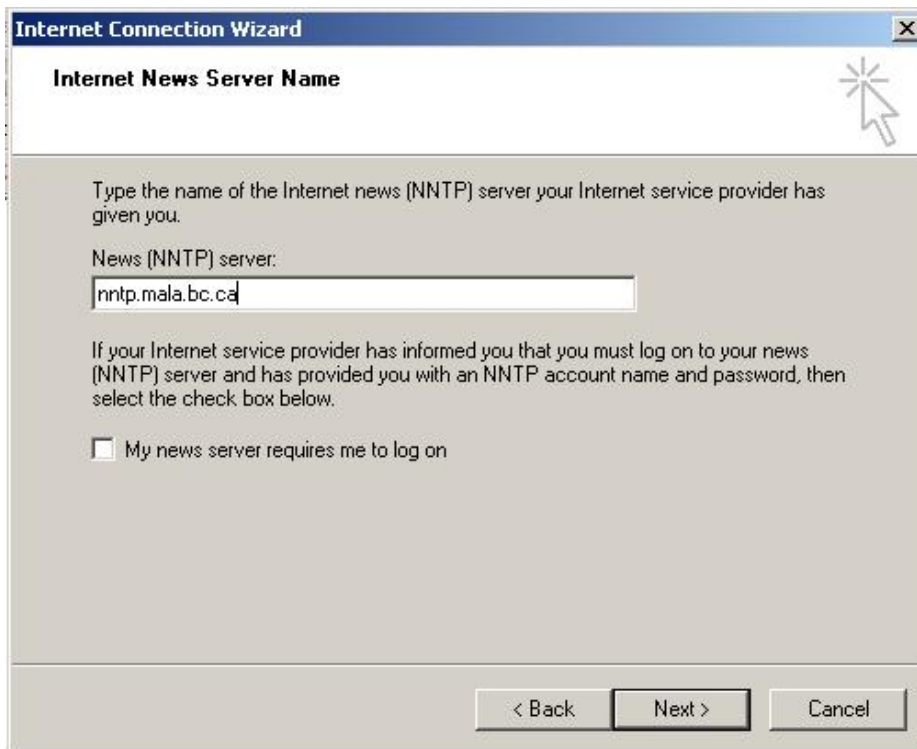 Internet Connection Wizard
Internet News Server Name
Type the name of the Internet news (NNTP) server your Internet service provider has
given you.
News (NNTP) server:
nntp.mala.bc.ca
If your Internet service provider has informed you that you must log on to your news
(NNTP) server and has provided you with an NNTP account name and password, then
select the check box below.
My news server requires me to log on
< Back Next > Cancel